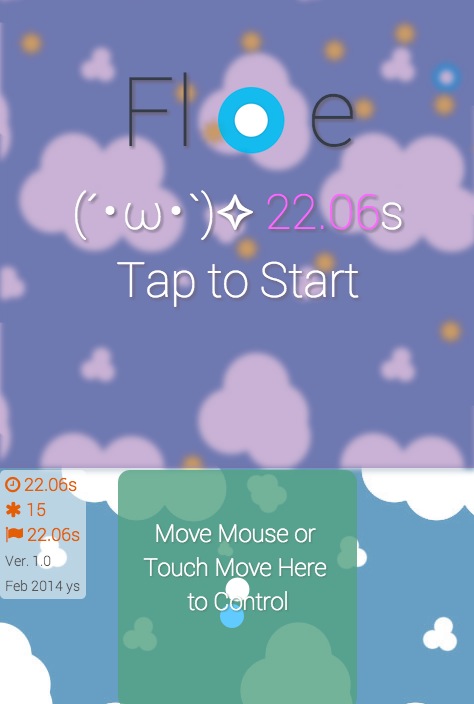 Floe
(´・ω・`)✧ 22.06s
Tap to Start
22.06s
15
22.06s
Ver. 1.0
Feb 2014 ys
Move Mouse or
Touch Move Here
to Control